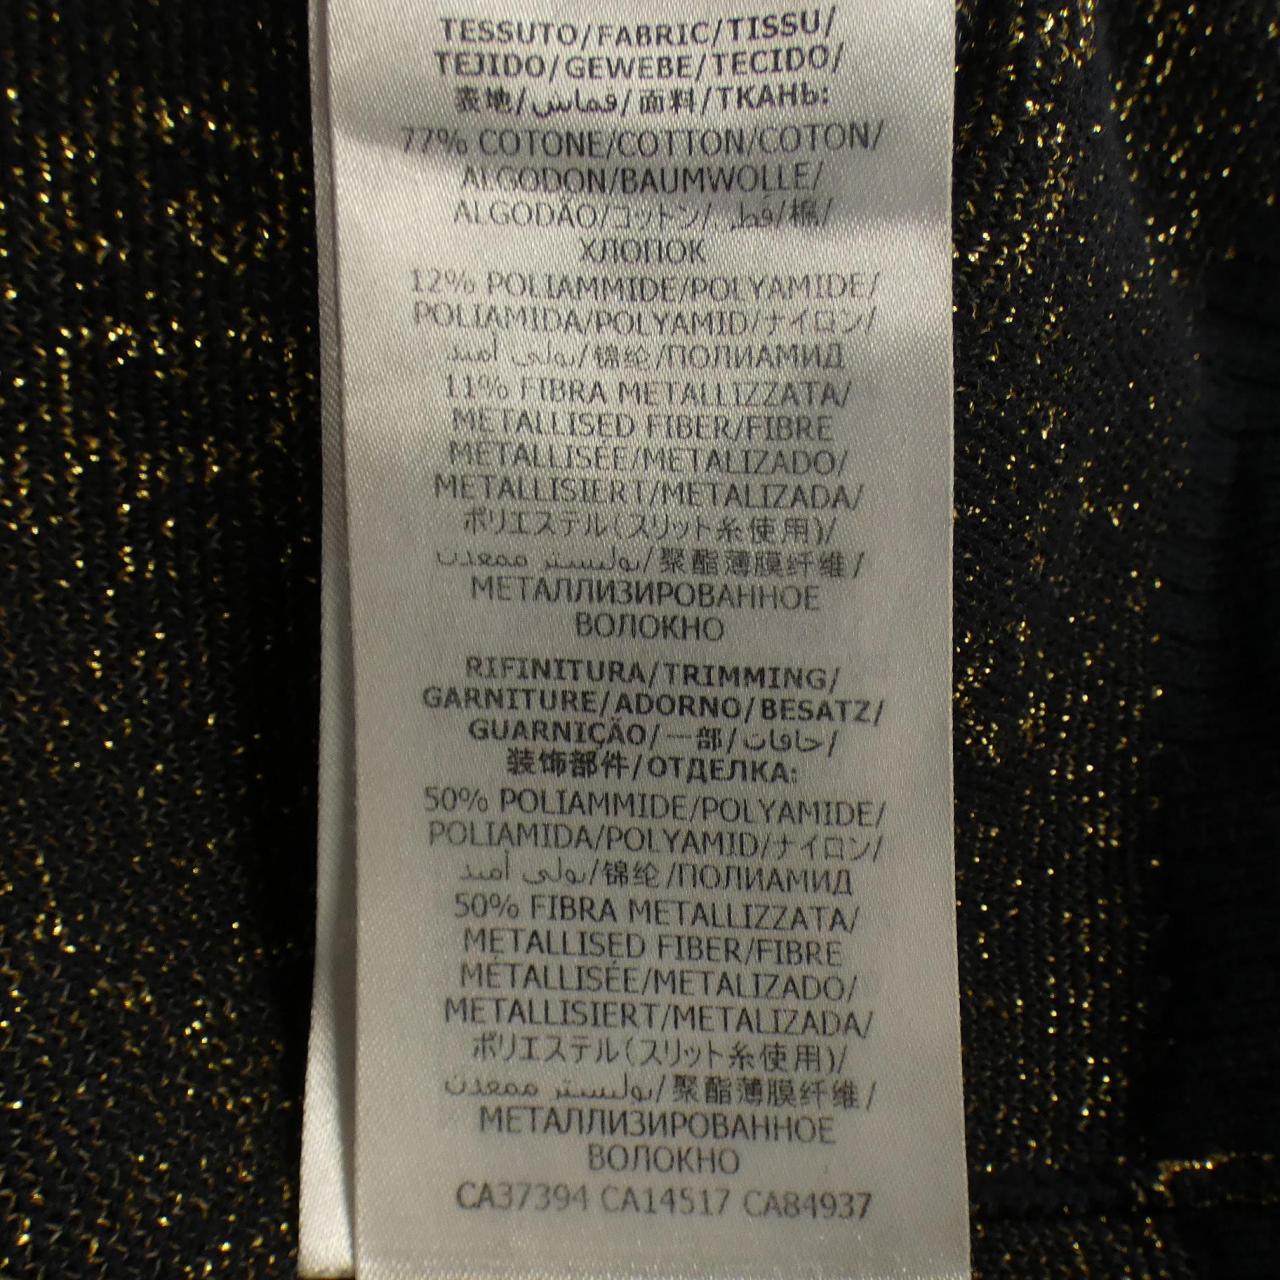 TESSUTO/FABRIC/TISSU/
TEJIDO/GEWEBE/TECIDO/
表地/قماش/面料/ТКАНЬ:
77% COTONE/COTTON/COTON/
ALGODON/BAUMWOLLE/
ALGODÃO/コットン/قطن/棉/
ХЛОПОК
12% POLIAMMIDE/POLYAMIDE/
POLIAMIDA/POLYAMID/ナイロン/
بولي أميد/锦纶/ПОЛИАМИД
11% FIBRA METALLIZZATA/
METALLISED FIBER/FIBRE
MÉTALLISÉE/METALIZADO/
METALLISIERT/METALIZADA/
ポリエステル(スリット糸使用)/
بوليستر ممعدن/聚酯薄膜纤维/
МЕТАЛЛИЗИРОВАННОЕ
ВОЛОКНО
RIFINITURA/TRIMMING/
GARNITURE/ADORNO/BESATZ/
GUARNIÇÃO/一部/حافات/
装饰部件/ОТДЕЛКА:
50% POLIAMMIDE/POLYAMIDE/
POLIAMIDA/POLYAMID/ナイロン/
بولي أميد/锦纶/ПОЛИАМИД
50% FIBRA METALLIZZATA/
METALLISED FIBER/FIBRE
MÉTALLISÉE/METALIZADO/
METALLISIERT/METALIZADA/
ポリエステル(スリット糸使用)/
بوليستر ممعدن/聚酯薄膜纤维/
МЕТАЛЛИЗИРОВАННОЕ
ВОЛОКНО
CA37394 CA14517 CA84937